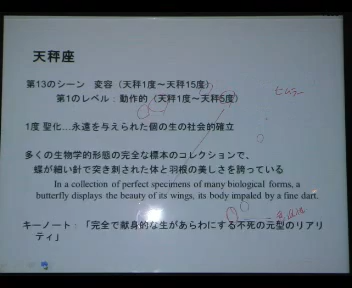 天秤座
第13のシーン　変容（天秤1度～天秤15度）
第1のレベル：動作的（天秤1度～天秤5度）
1度 聖化…永遠を与えられた個の生の社会的確立
多くの生物学的形態の完全な標本のコレクションで、
蝶が細い針で突き刺された体と羽根の美しさを誇っている
In a collection of perfect specimens of many biological forms, a
butterfly displays the beauty of its wings, its body impaled by a fine dart.
キーノート：「完全で献身的な生があらわにする不死の元型のリアリ
ティ」